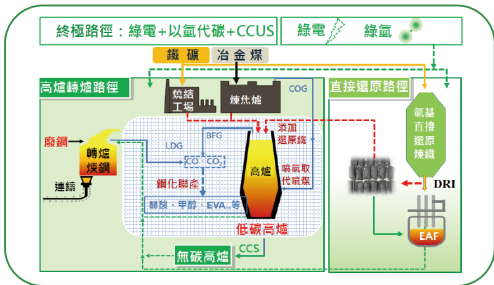 終極路徑：綠電+以氫代碳+CCUS
綠電
綠氫
鐵礦
冶金煤
高爐轉爐路徑
直接還原路徑
燒結
工場
煉焦爐
COG
廢鋼
轉爐
煉鋼
連鑄
LDG
BFG
CO
CO₂
鋼化聯產
醋酸、甲醇、EVA..等
高爐
添加
還原鐵
噴氫取
代噴煤
低碳高爐
CCS
無碳高爐
氫基
直接
還原
煉鐵
DRI
EAF